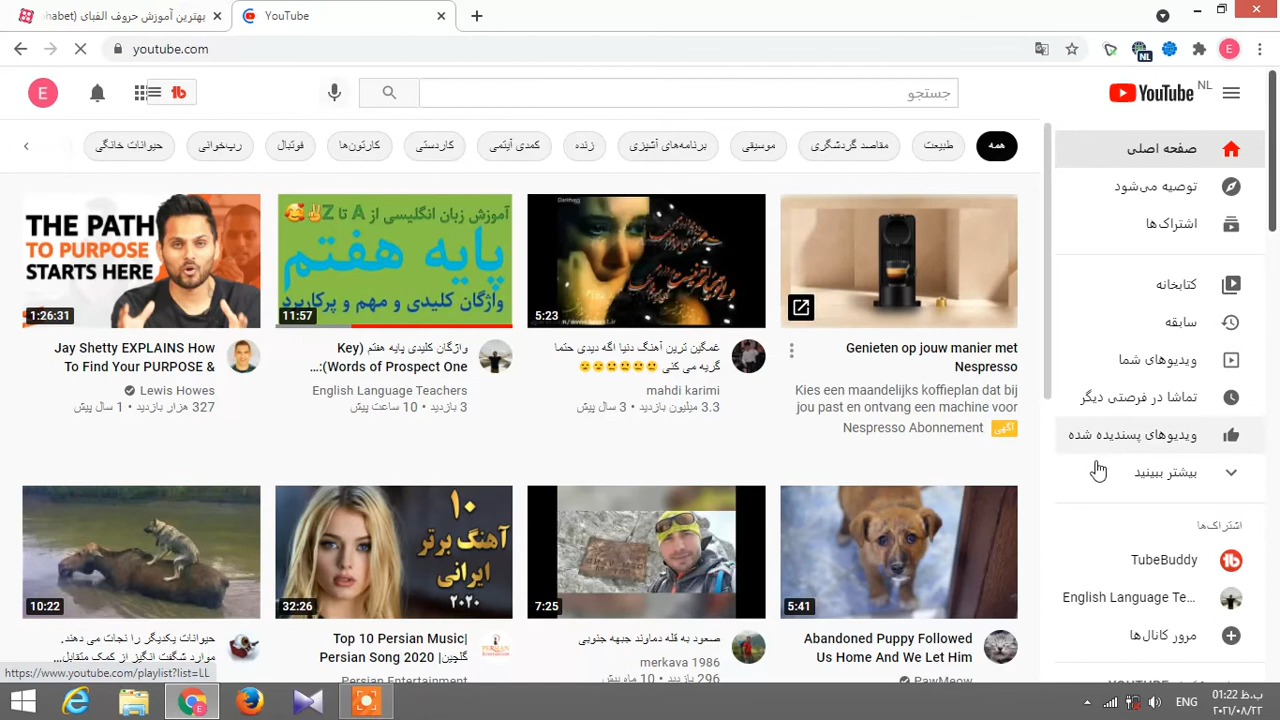 بهترین آموزش حروف الفبای (habet
YouTube
youtube.com
NL
E
E
جستجو
YouTube NL
همه
طبیعت
مقاصد گردشگری
موسیقی
برنامه‌های آشپزی
زنده
کمدی آیتمی
کاردستی
کارتون‌ها
فوتبال
رپ‌خوانی
حیوانات خانگی
صفحه اصلی
توصیه می‌شود
اشتراک‌ها
کتابخانه
سابقه
ویدیوهای شما
تماشا در فرصتی دیگر
ویدیوهای پسندیده شده
بیشتر ببینید
اشتراک‌ها
TubeBuddy
English Language Te...
مرور کانال‌ها
Genieten op jouw manier met
Nespresso
Kies een maandelijks koffieplan dat bij
jou past en ontvang een machine voor
Nespresso Abonnement
آگهی
Darkhogg
5:23
غمگین ترین آهنگ دنیا اگه دیدی حتما
گریه می کنی 😥😥😐😐😐😐
mahdi karimi
3.3 میلیون بازدید • 3 سال پیش
آموزش زبان انگلیسی از A تا Z✌🥰
پایه هفتم
واژگان کلیدی و مهم و پرکاربرد
11:57
واژگان کلیدی پایه هفتم (Key
Words of Prospect One):...
English Language Teachers
3 بازدید • 10 ساعت پیش
THE PATH
TO PURPOSE
STARTS HERE
1:26:31
Jay Shetty EXPLAINS How
To Find Your PURPOSE &
Lewis Howes
327 هزار بازدید • 1 سال پیش
5:41
Abandoned Puppy Followed
Us Home And We Let Him
PawMeow
7:25
صعود به قله دماوند جبهه جنوبی
merkava 1986
296 بازدید • 10 ماه پیش
۱۰
آهنگ برتر
ایرانی
۲۰۲۰
32:26
Top 10 Persian Music|
Persian Song 2020 |گلچین
Persian Entertainment
10:22
حیوانات یکدیگر را نجات می دهند.
موارد شگفت انگیز از کمک متقابل...
https://www.youtube.com/playlist?list=LL
ENG
01:22 ب.ظ
۲۰۲۱/۰۸/۲۲